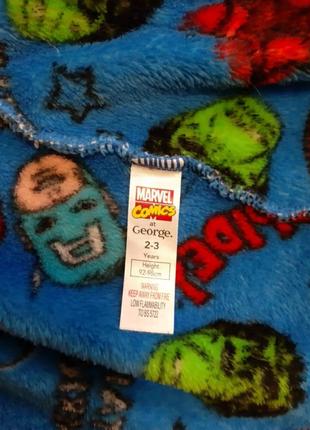 MARVEL
COMICS
at
George.
2-3
Years
Height
92-98cm
WARNING
KEEP AWAY FROM FIRE
LOW FLAMMABILITY
TO BS 5722